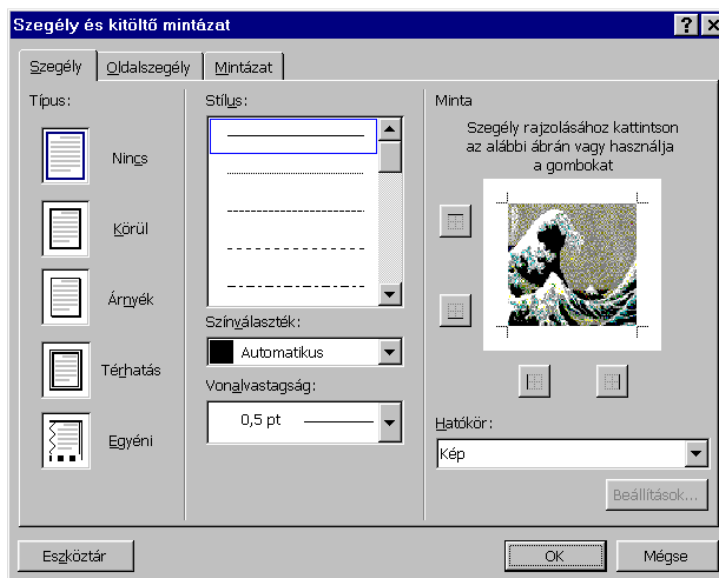 Szegély és kitöltő mintázat
Szegély
Oldalszegély
Mintázat
Típus:
Nincs
Körül
Árnyék
Térhatás
Egyéni
Stílus:
Színválaszték:
Automatikus
Vonalvastagság:
0,5 pt
Minta
Szegély rajzolásához kattintson
az alábbi ábrán vagy használja
a gombokat
Hatókör:
Kép
Beállítások...
Eszköztár
OK
Mégse